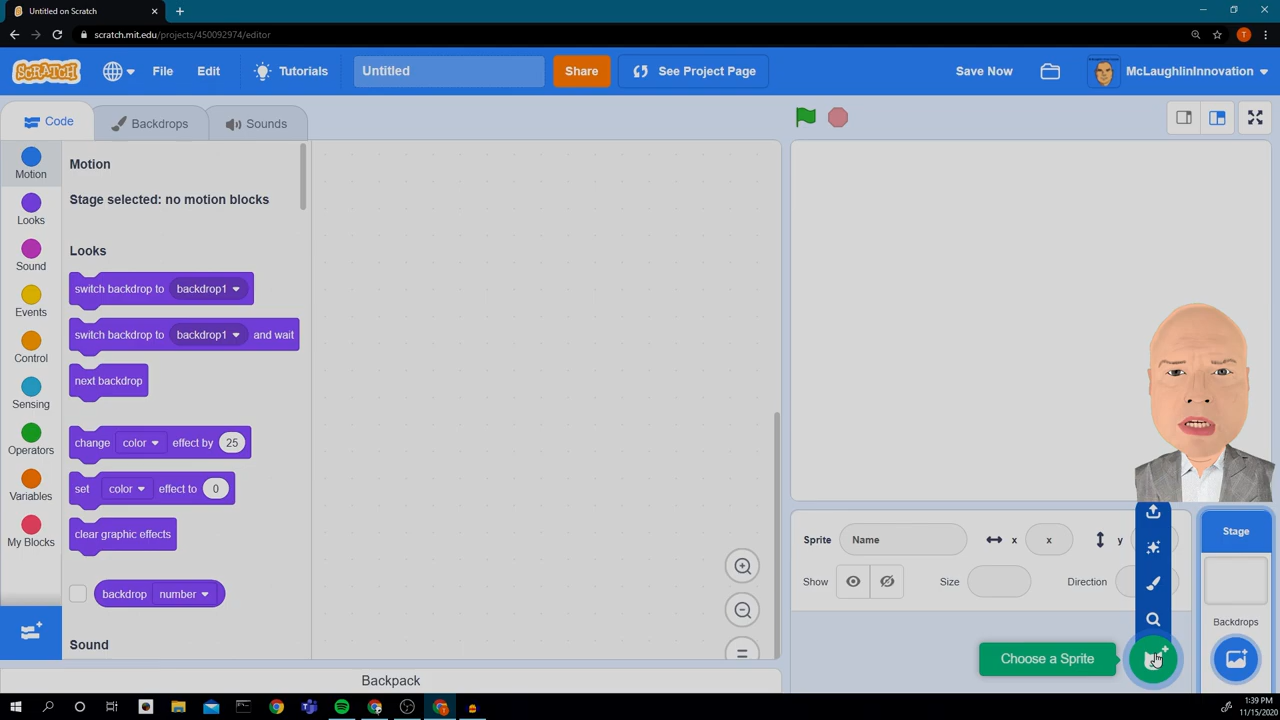 Untitled on Scratch
scratch.mit.edu/projects/450092974/editor
SCRATCH
File
Edit
Tutorials
Untitled
Share
See Project Page
Save Now
McLaughlinInnovation
Code
Backdrops
Sounds
Motion
Looks
Sound
Events
Control
Sensing
Operators
Variables
My Blocks
Motion
Stage selected: no motion blocks
Looks
switch backdrop to backdrop1
switch backdrop to backdrop1 and wait
next backdrop
change color effect by 25
set color effect to 0
clear graphic effects
backdrop number
Sound
Backpack
Sprite Name x x y
Show Size Direction
Choose a Sprite
Stage
Backdrops
1:39 PM
11/15/2020